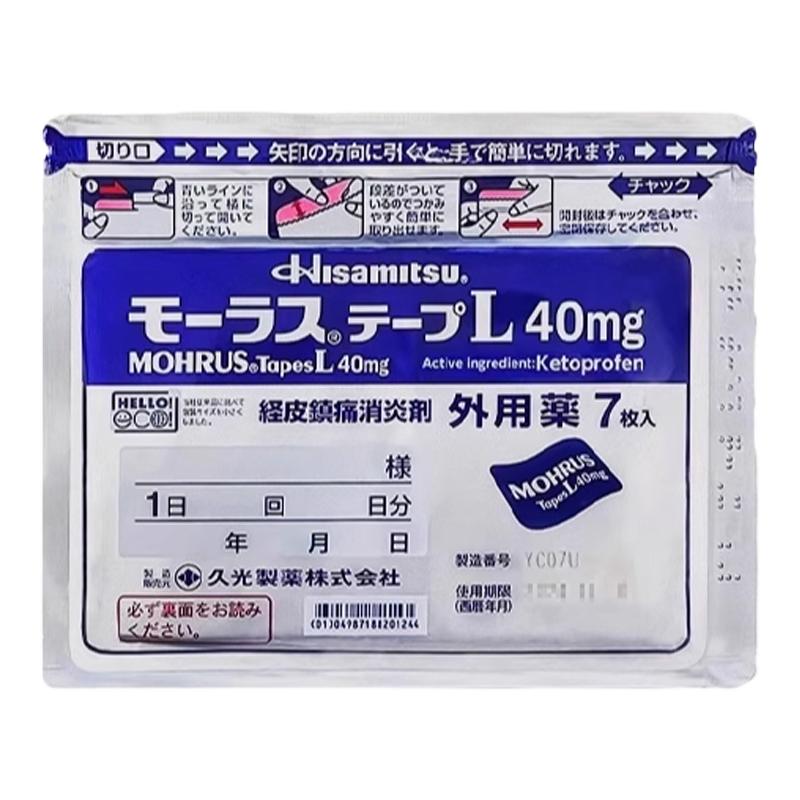 切り口 矢印の方向に引くと、手で簡単に切れます。
1
青いラインに
沿って横に
切って開いて
ください。
2
段差がついて
いるのでつかみ
やすく簡単に
取り出せます。
3
チャック
開封後はチャックを合わせ、
密閉保存してください。
Hisamitsu®
モーラス®テープL 40mg
MOHRUS®Tapes L 40mg Active ingredient:Ketoprofen
HELLO!
eco!
経皮鎮痛消炎剤 外用薬 7枚入
様
1日 回 日分
年 月 日
MOHRUS
Tapes L 40mg
製造番号 YC07U
使用期限
(西暦年月)
製造
販売元 久光製薬株式会社
必ず裏面をお読み
ください。
(01)04987188201244